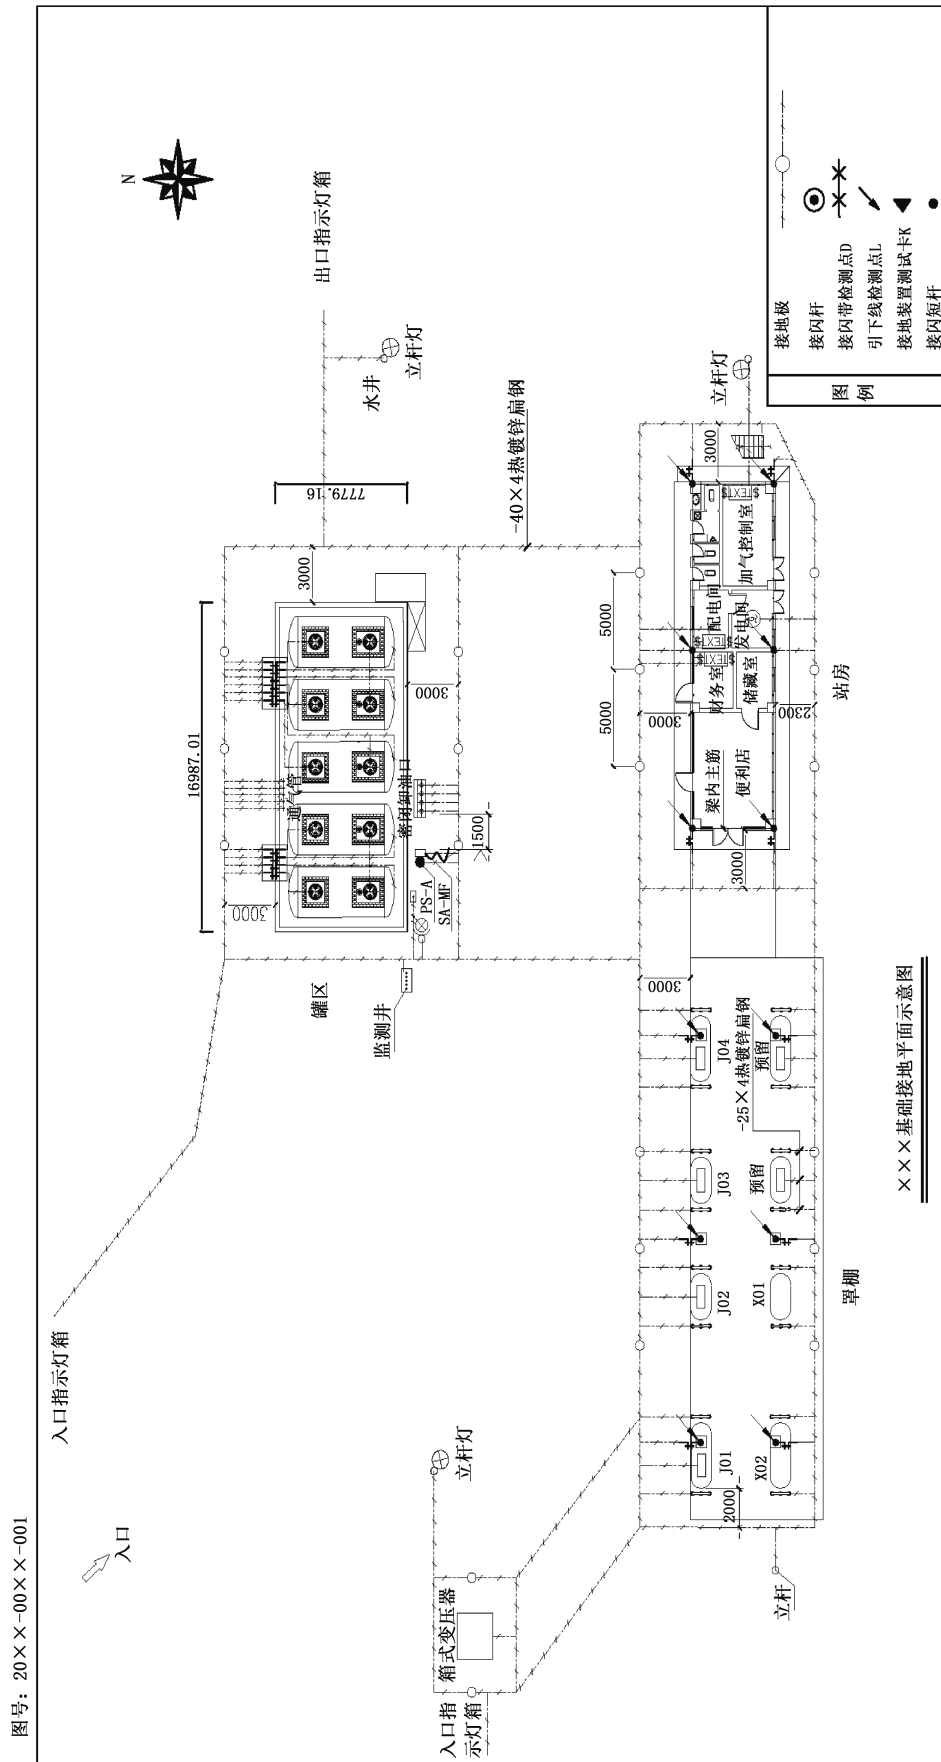 图号: 20××-00××-001
入口指示灯箱
入口
N
出口指示灯箱
水井
立杆灯
16987.01
7779.16
3000
3000
3000
通气管
密闭卸油口
1500
PS-A
SA-MF
罐区
监测井
-40×4热镀锌扁钢
立杆灯
箱式变压器
入口指
示灯箱
立杆灯
立杆
2000
J01
X02
J02
X01
J03
预留
J04
预留
-25×4热镀锌扁钢
3000
罩棚
5000
5000
3000
3000
3000
2300
梁内主筋
便利店
财务室
储藏室
配电间
发电间
加气控制室
TEXT
TEXT
TEXT
站房
×××基础接地平面示意图
图例
接地极
接闪杆
接闪带检测点D
引下线检测点L
接地装置测试卡K
接闪短杆